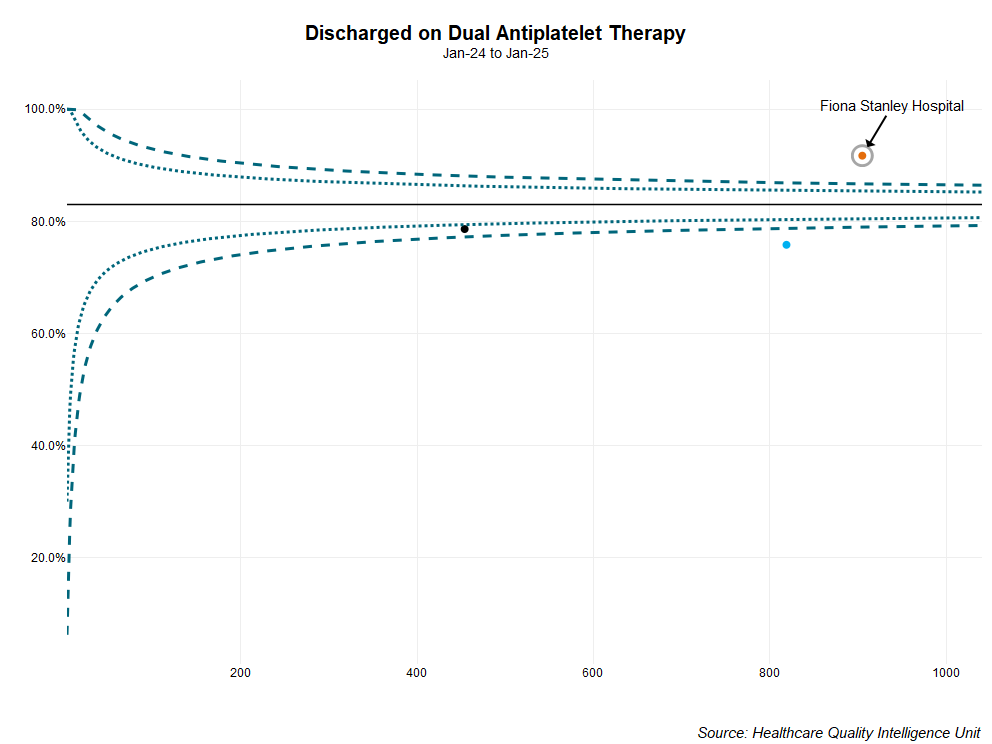 Discharged on Dual Antiplatelet Therapy
Jan-24 to Jan-25
Fiona Stanley Hospital
100.0%
80.0%
60.0%
40.0%
20.0%
200 400 600 800 1000
Source: Healthcare Quality Intelligence Unit